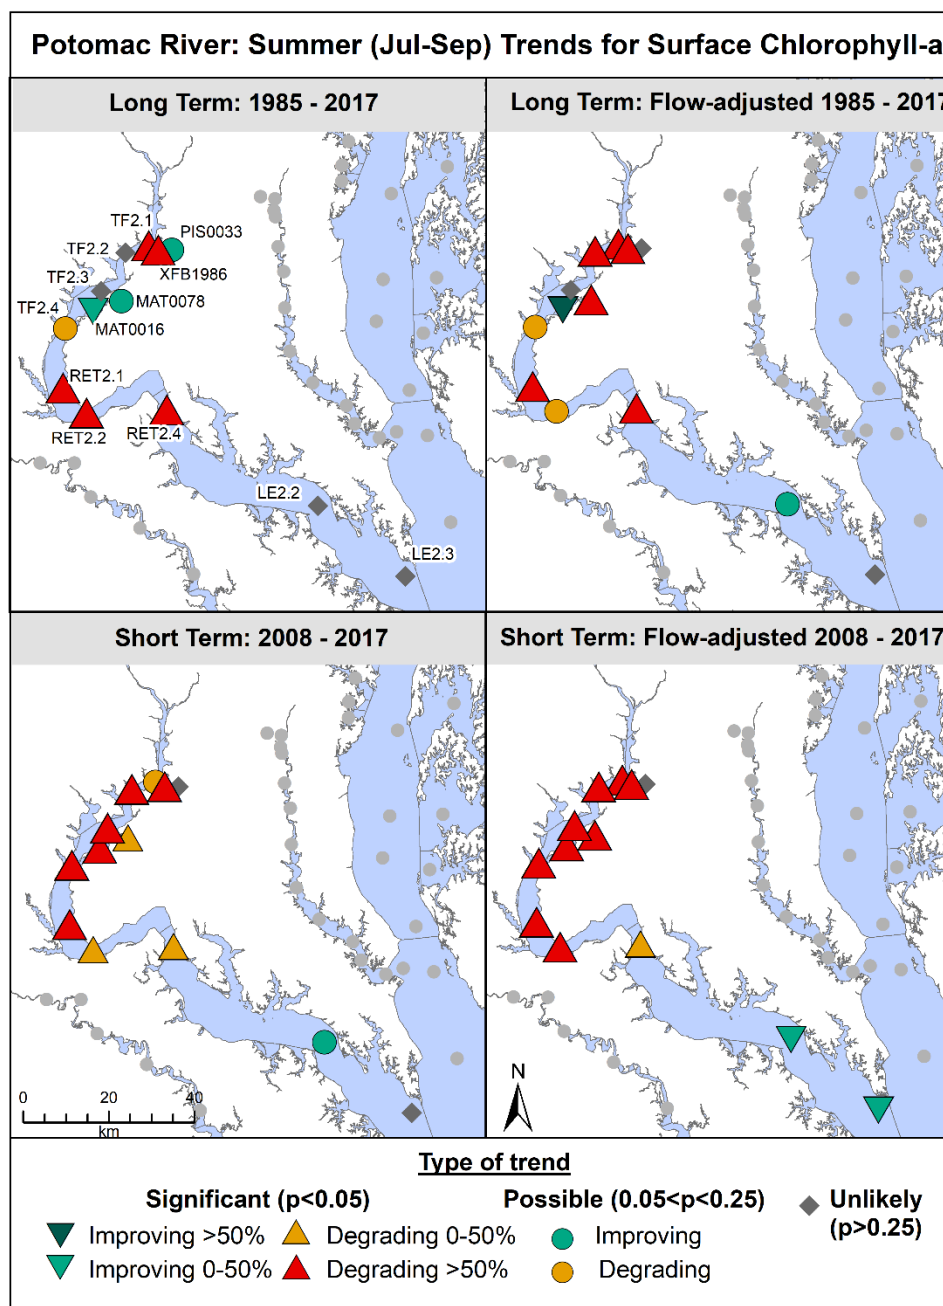 Potomac River: Summer (Jul-Sep) Trends for Surface Chlorophyll-a
Long Term: 1985 - 2017
Long Term: Flow-adjusted 1985 - 2017
TF2.1
PIS0033
TF2.2
XFB1986
TF2.3
MAT0078
TF2.4
MAT0016
RET2.1
RET2.2
RET2.4
LE2.2
LE2.3
Short Term: 2008 - 2017
Short Term: Flow-adjusted 2008 - 2017
0 20 40
km
N
Type of trend
Significant (p<0.05)
Possible (0.05<p<0.25)
Unlikely
(p>0.25)
Improving >50%
Degrading 0-50%
Improving
Improving 0-50%
Degrading >50%
Degrading